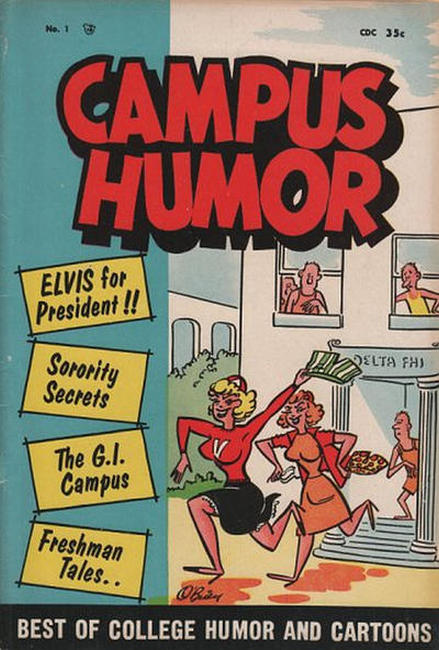 No. 1
CDC 35c
CAMPUS
HUMOR
ELVIS for
President !!
Sorority
Secrets
The G.I.
Campus
Freshman
Tales..
DELTA PHI
V
O'Brien
BEST OF COLLEGE HUMOR AND CARTOONS